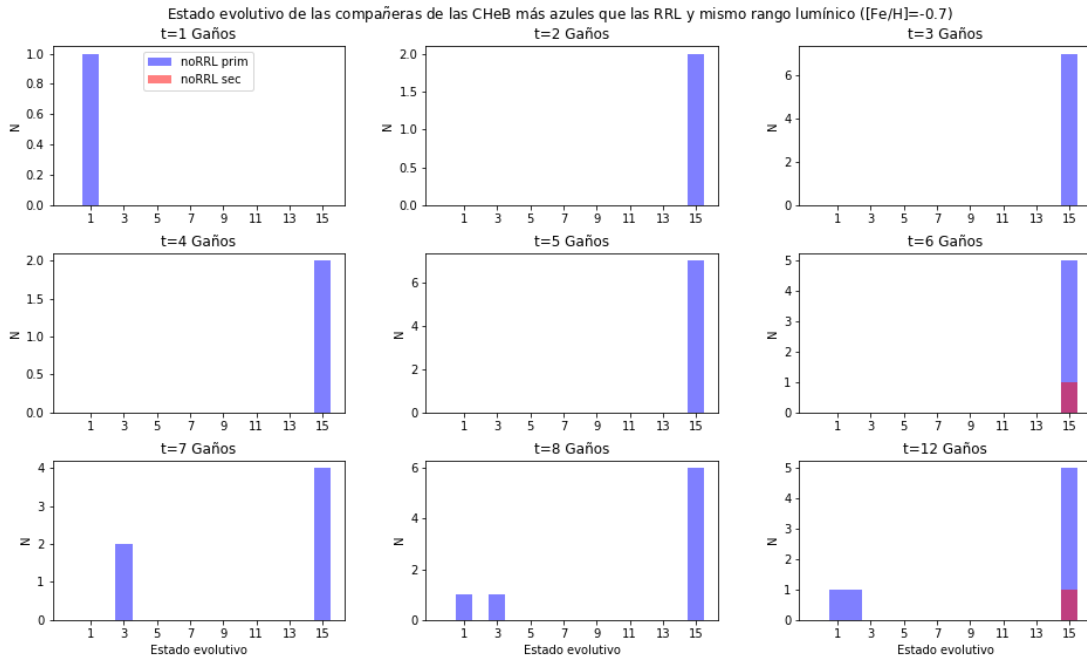 Estado evolutivo de las compañeras de las CHeB más azules que las RRL y mismo rango lumínico ([Fe/H]=-0.7)
t=1 Gaños
t=2 Gaños
t=3 Gaños
noRRL prim
noRRL sec
N
1.0
0.8
0.6
0.4
0.2
0.0
1 3 5 7 9 11 13 15
N
2.0
1.5
1.0
0.5
0.0
1 3 5 7 9 11 13 15
N
6
4
2
0
1 3 5 7 9 11 13 15
t=4 Gaños
t=5 Gaños
t=6 Gaños
N
2.0
1.5
1.0
0.5
0.0
1 3 5 7 9 11 13 15
N
6
4
2
0
1 3 5 7 9 11 13 15
N
5
4
3
2
1
0
1 3 5 7 9 11 13 15
t=7 Gaños
t=8 Gaños
t=12 Gaños
N
4
3
2
1
0
1 3 5 7 9 11 13 15
Estado evolutivo
N
6
4
2
0
1 3 5 7 9 11 13 15
Estado evolutivo
N
5
4
3
2
1
0
1 3 5 7 9 11 13 15
Estado evolutivo